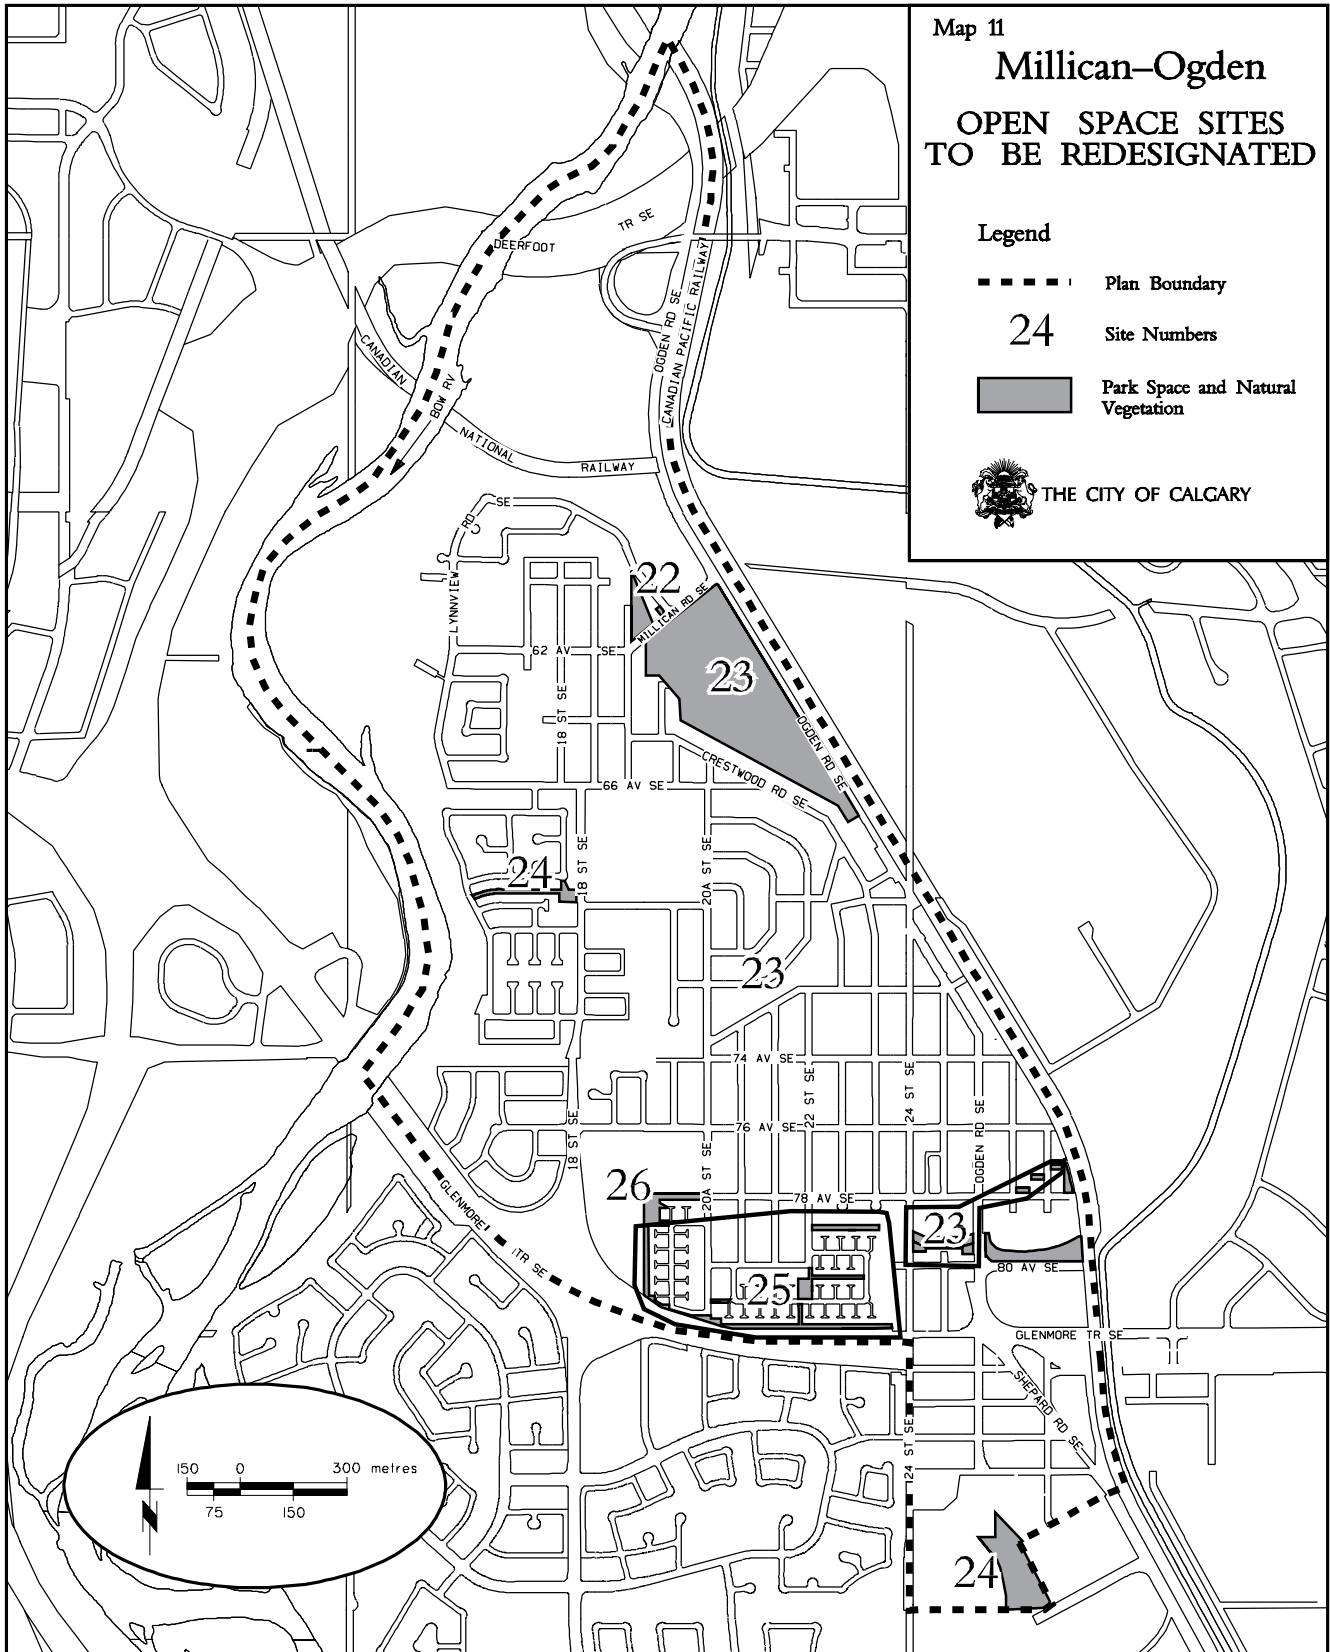 Map 11
Millican–Ogden
OPEN SPACE SITES
TO BE REDESIGNATED
Legend
Plan Boundary
24
Site Numbers
Park Space and Natural
Vegetation
THE CITY OF CALGARY
DEERFOOT
TR SE
OGDEN RD SE
CANADIAN PACIFIC RAILWAY
CANADIAN
BOW RV
NATIONAL
RAILWAY
RD
SE
LYNNVIEW
22
MILLICAN RD SE
62 AV
SE
23
18 ST SE
OGDEN RD SE
CRESTWOOD RD SE
66 AV SE
18 ST SE
20A ST SE
24
23
74 AV SE
22 ST SE
24 ST SE
OGDEN RD SE
76 AV SE
18 ST SE
20A ST SE
26
78 AV SE
GLENMORE
TR SE
23
80 AV SE
25
GLENMORE TR SE
SHEPARD RD SE
24 ST SE
24
150
0
300 metres
75
150